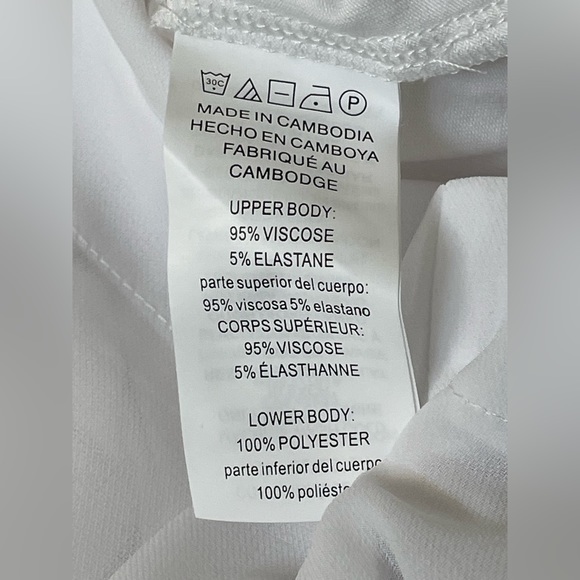 30C P
MADE IN CAMBODIA
HECHO EN CAMBOYA
FABRIQUÉ AU
CAMBODGE
UPPER BODY:
95% VISCOSE
5% ELASTANE
parte superior del cuerpo:
95% viscosa 5% elastano
CORPS SUPÉRIEUR:
95% VISCOSE
5% ÉLASTHANNE
LOWER BODY:
100% POLYESTER
parte inferior del cuerpo
100% poliéste